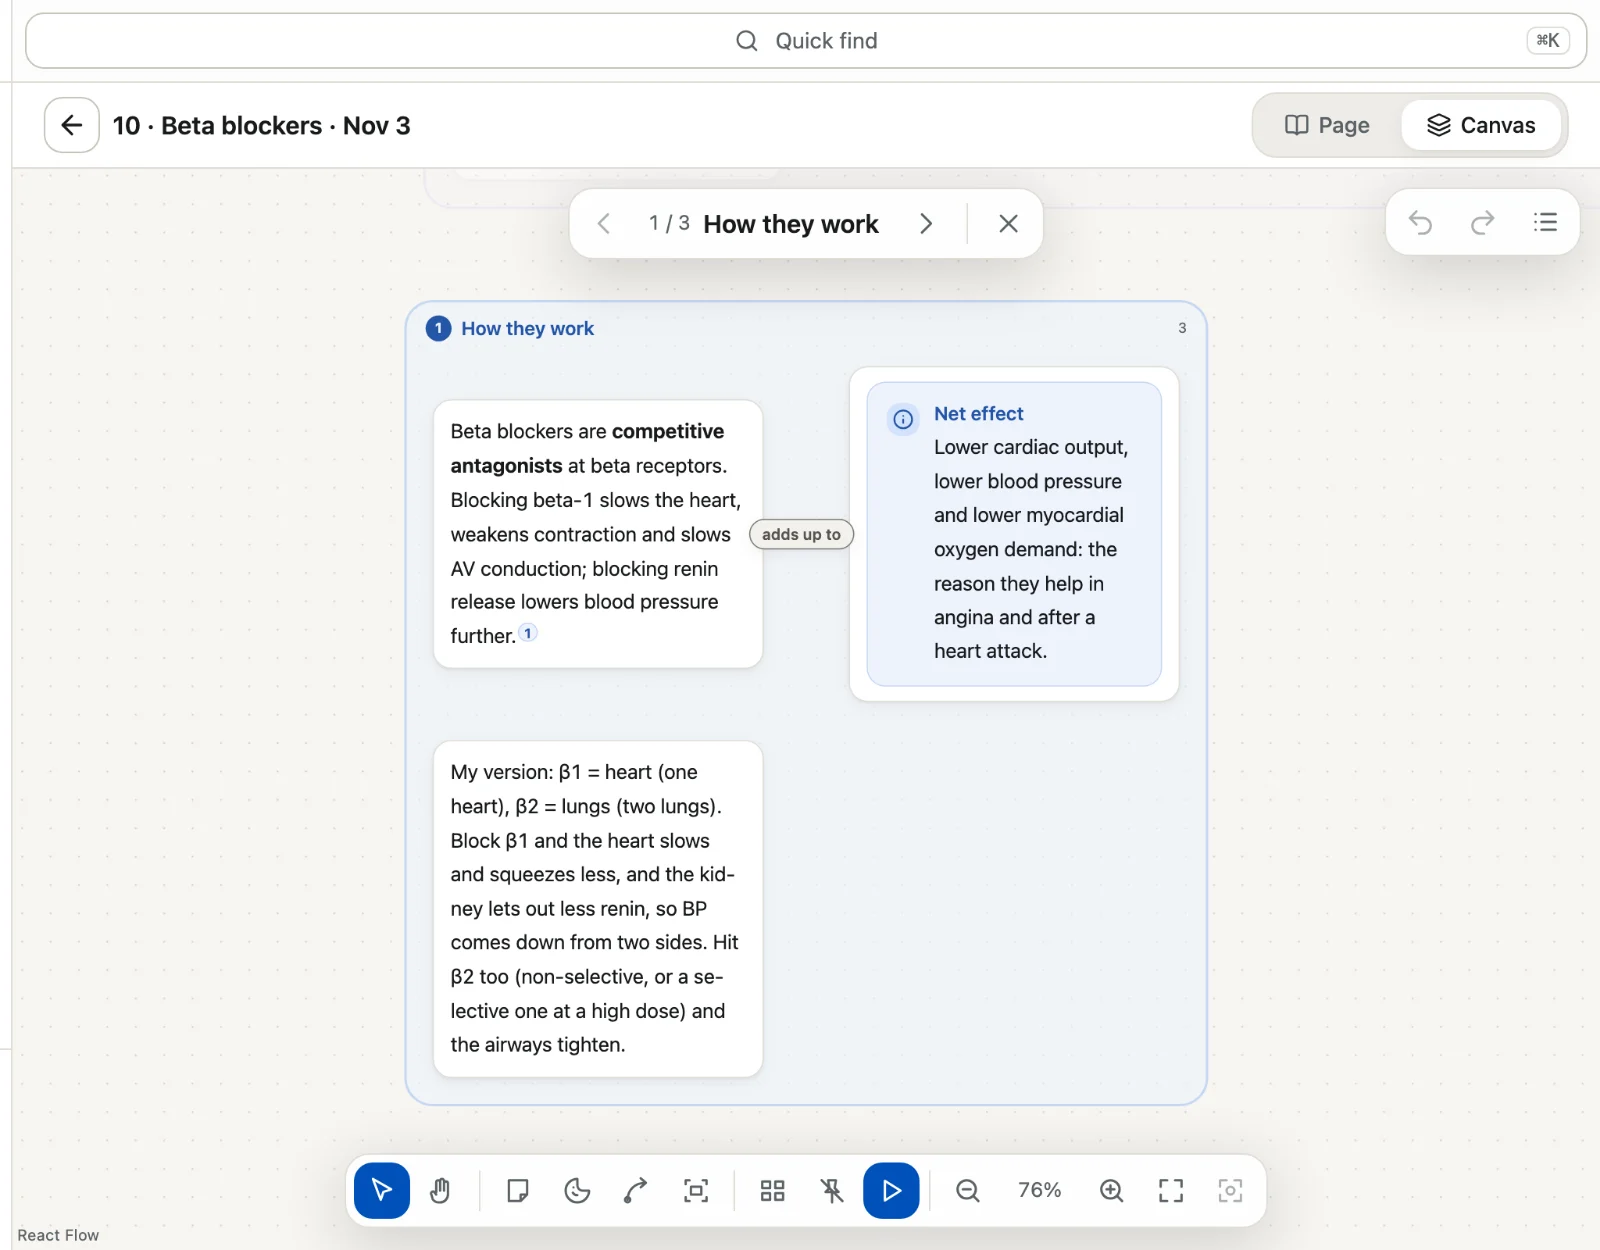 Quick find
⌘K
10 · Beta blockers · Nov 3
Page
Canvas
1 / 3 How they work
1 How they work
3
Beta blockers are competitive
antagonists at beta receptors.
Blocking beta-1 slows the heart,
weakens contraction and slows
AV conduction; blocking renin
release lowers blood pressure
further. 1
adds up to
Net effect
Lower cardiac output,
lower blood pressure
and lower myocardial
oxygen demand: the
reason they help in
angina and after a
heart attack.
My version: β1 = heart (one
heart), β2 = lungs (two lungs).
Block β1 and the heart slows
and squeezes less, and the kid-
ney lets out less renin, so BP
comes down from two sides. Hit
β2 too (non-selective, or a se-
lective one at a high dose) and
the airways tighten.
76%
React Flow